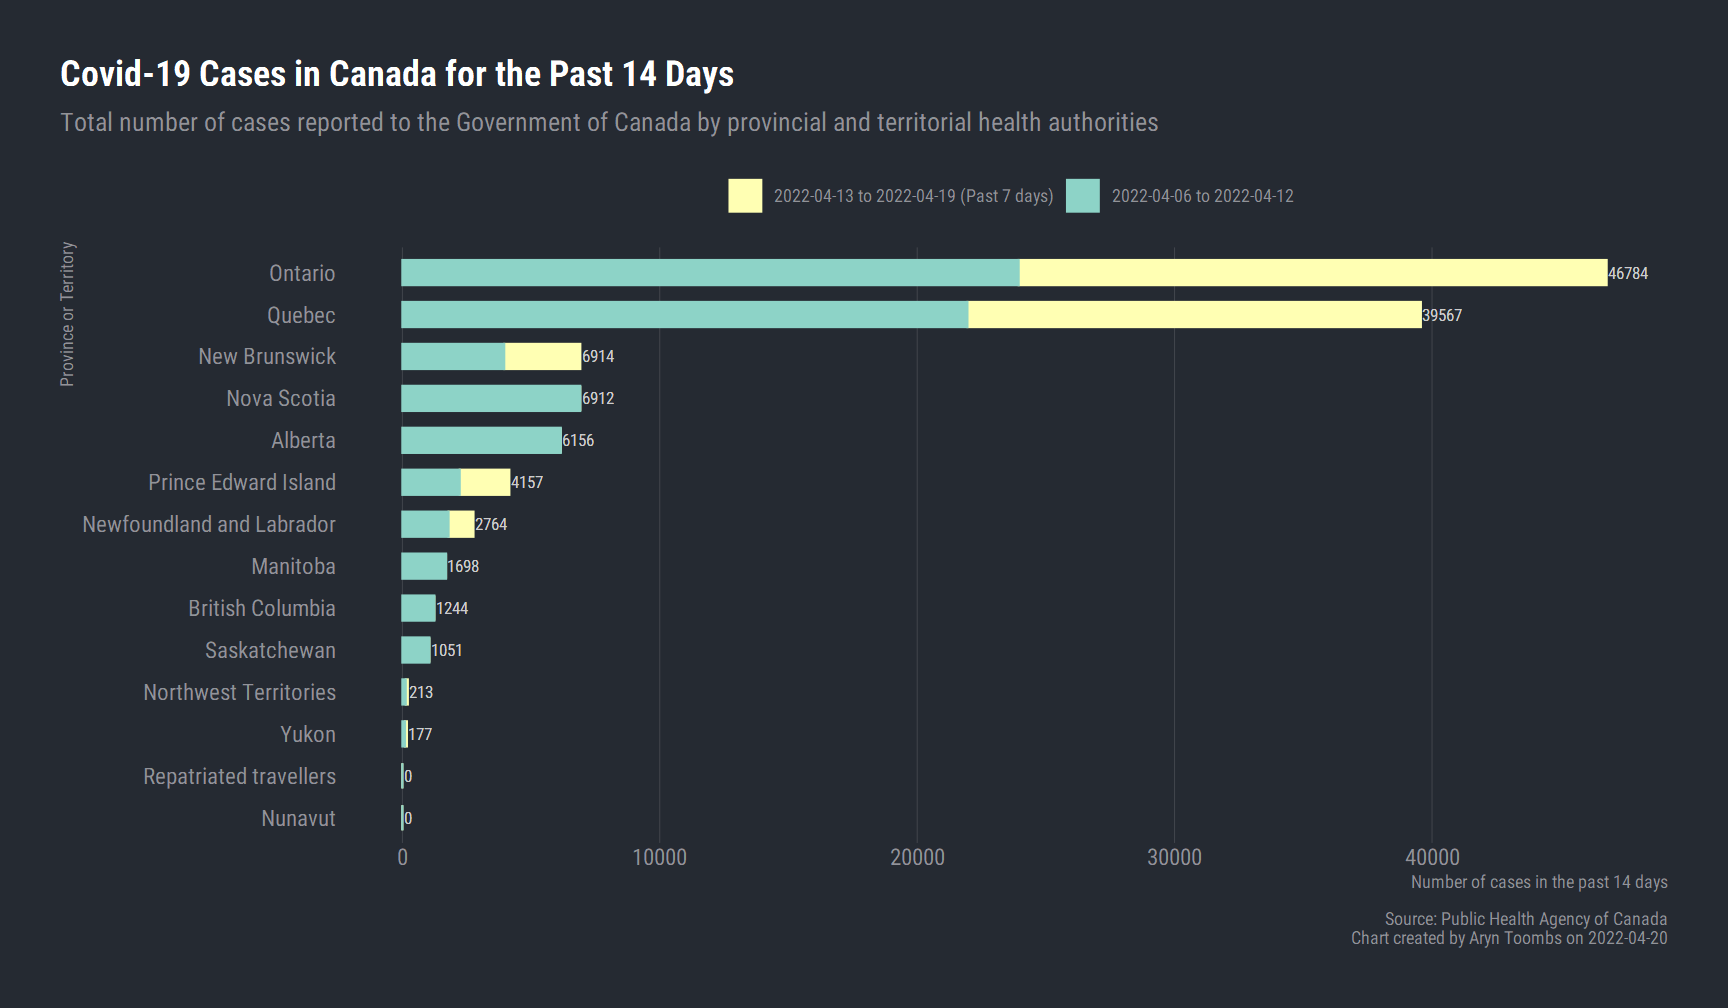 Covid-19 Cases in Canada for the Past 14 Days
Total number of cases reported to the Government of Canada by provincial and territorial health authorities
2022-04-13 to 2022-04-19 (Past 7 days) 2022-04-06 to 2022-04-12
Province or Territory
Ontario 46784
Quebec 39567
New Brunswick 6914
Nova Scotia 6912
Alberta 6156
Prince Edward Island 4157
Newfoundland and Labrador 2764
Manitoba 1698
British Columbia 1244
Saskatchewan 1051
Northwest Territories 213
Yukon 177
Repatriated travellers 0
Nunavut 0
0 10000 20000 30000 40000
Number of cases in the past 14 days
Source: Public Health Agency of Canada
Chart created by Aryn Toombs on 2022-04-20